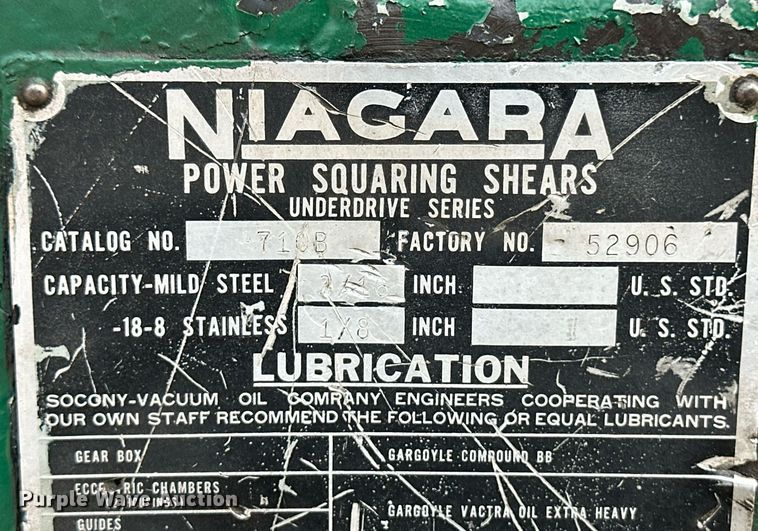 NIAGARA
POWER SQUARING SHEARS
UNDERDRIVE SERIES
CATALOG NO. 710B FACTORY NO. 52906
CAPACITY-MILD STEEL INCH U. S. STD.
-18-8 STAINLESS 1/8 INCH U. S. STD.
LUBRICATION
SOCONY-VACUUM OIL COMPANY ENGINEERS COOPERATING WITH
OUR OWN STAFF RECOMMEND THE FOLLOWING OR EQUAL LUBRICANTS.
GEAR BOX GARGOYLE COMPOUND BB
ECCENTRIC CHAMBERS
GARGOYLE VACTRA OIL EXTRA HEAVY
GUIDES
Purple Wave Auction